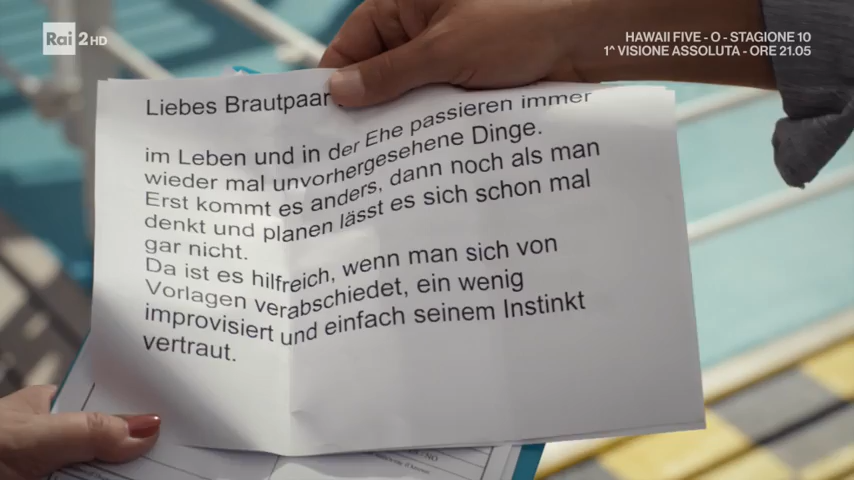 Rai 2 HD
HAWAII FIVE - O - STAGIONE 10
1^ VISIONE ASSOLUTA - ORE 21.05
Liebes Brautpaar
im Leben und in der Ehe passieren immer
wieder mal unvorhergesehene Dinge.
Erst kommt es anders, dann noch als man
denkt und planen lässt es sich schon mal
gar nicht.
Da ist es hilfreich, wenn man sich von
Vorlagen verabschiedet, ein wenig
improvisiert und einfach seinem Instinkt
vertraut.